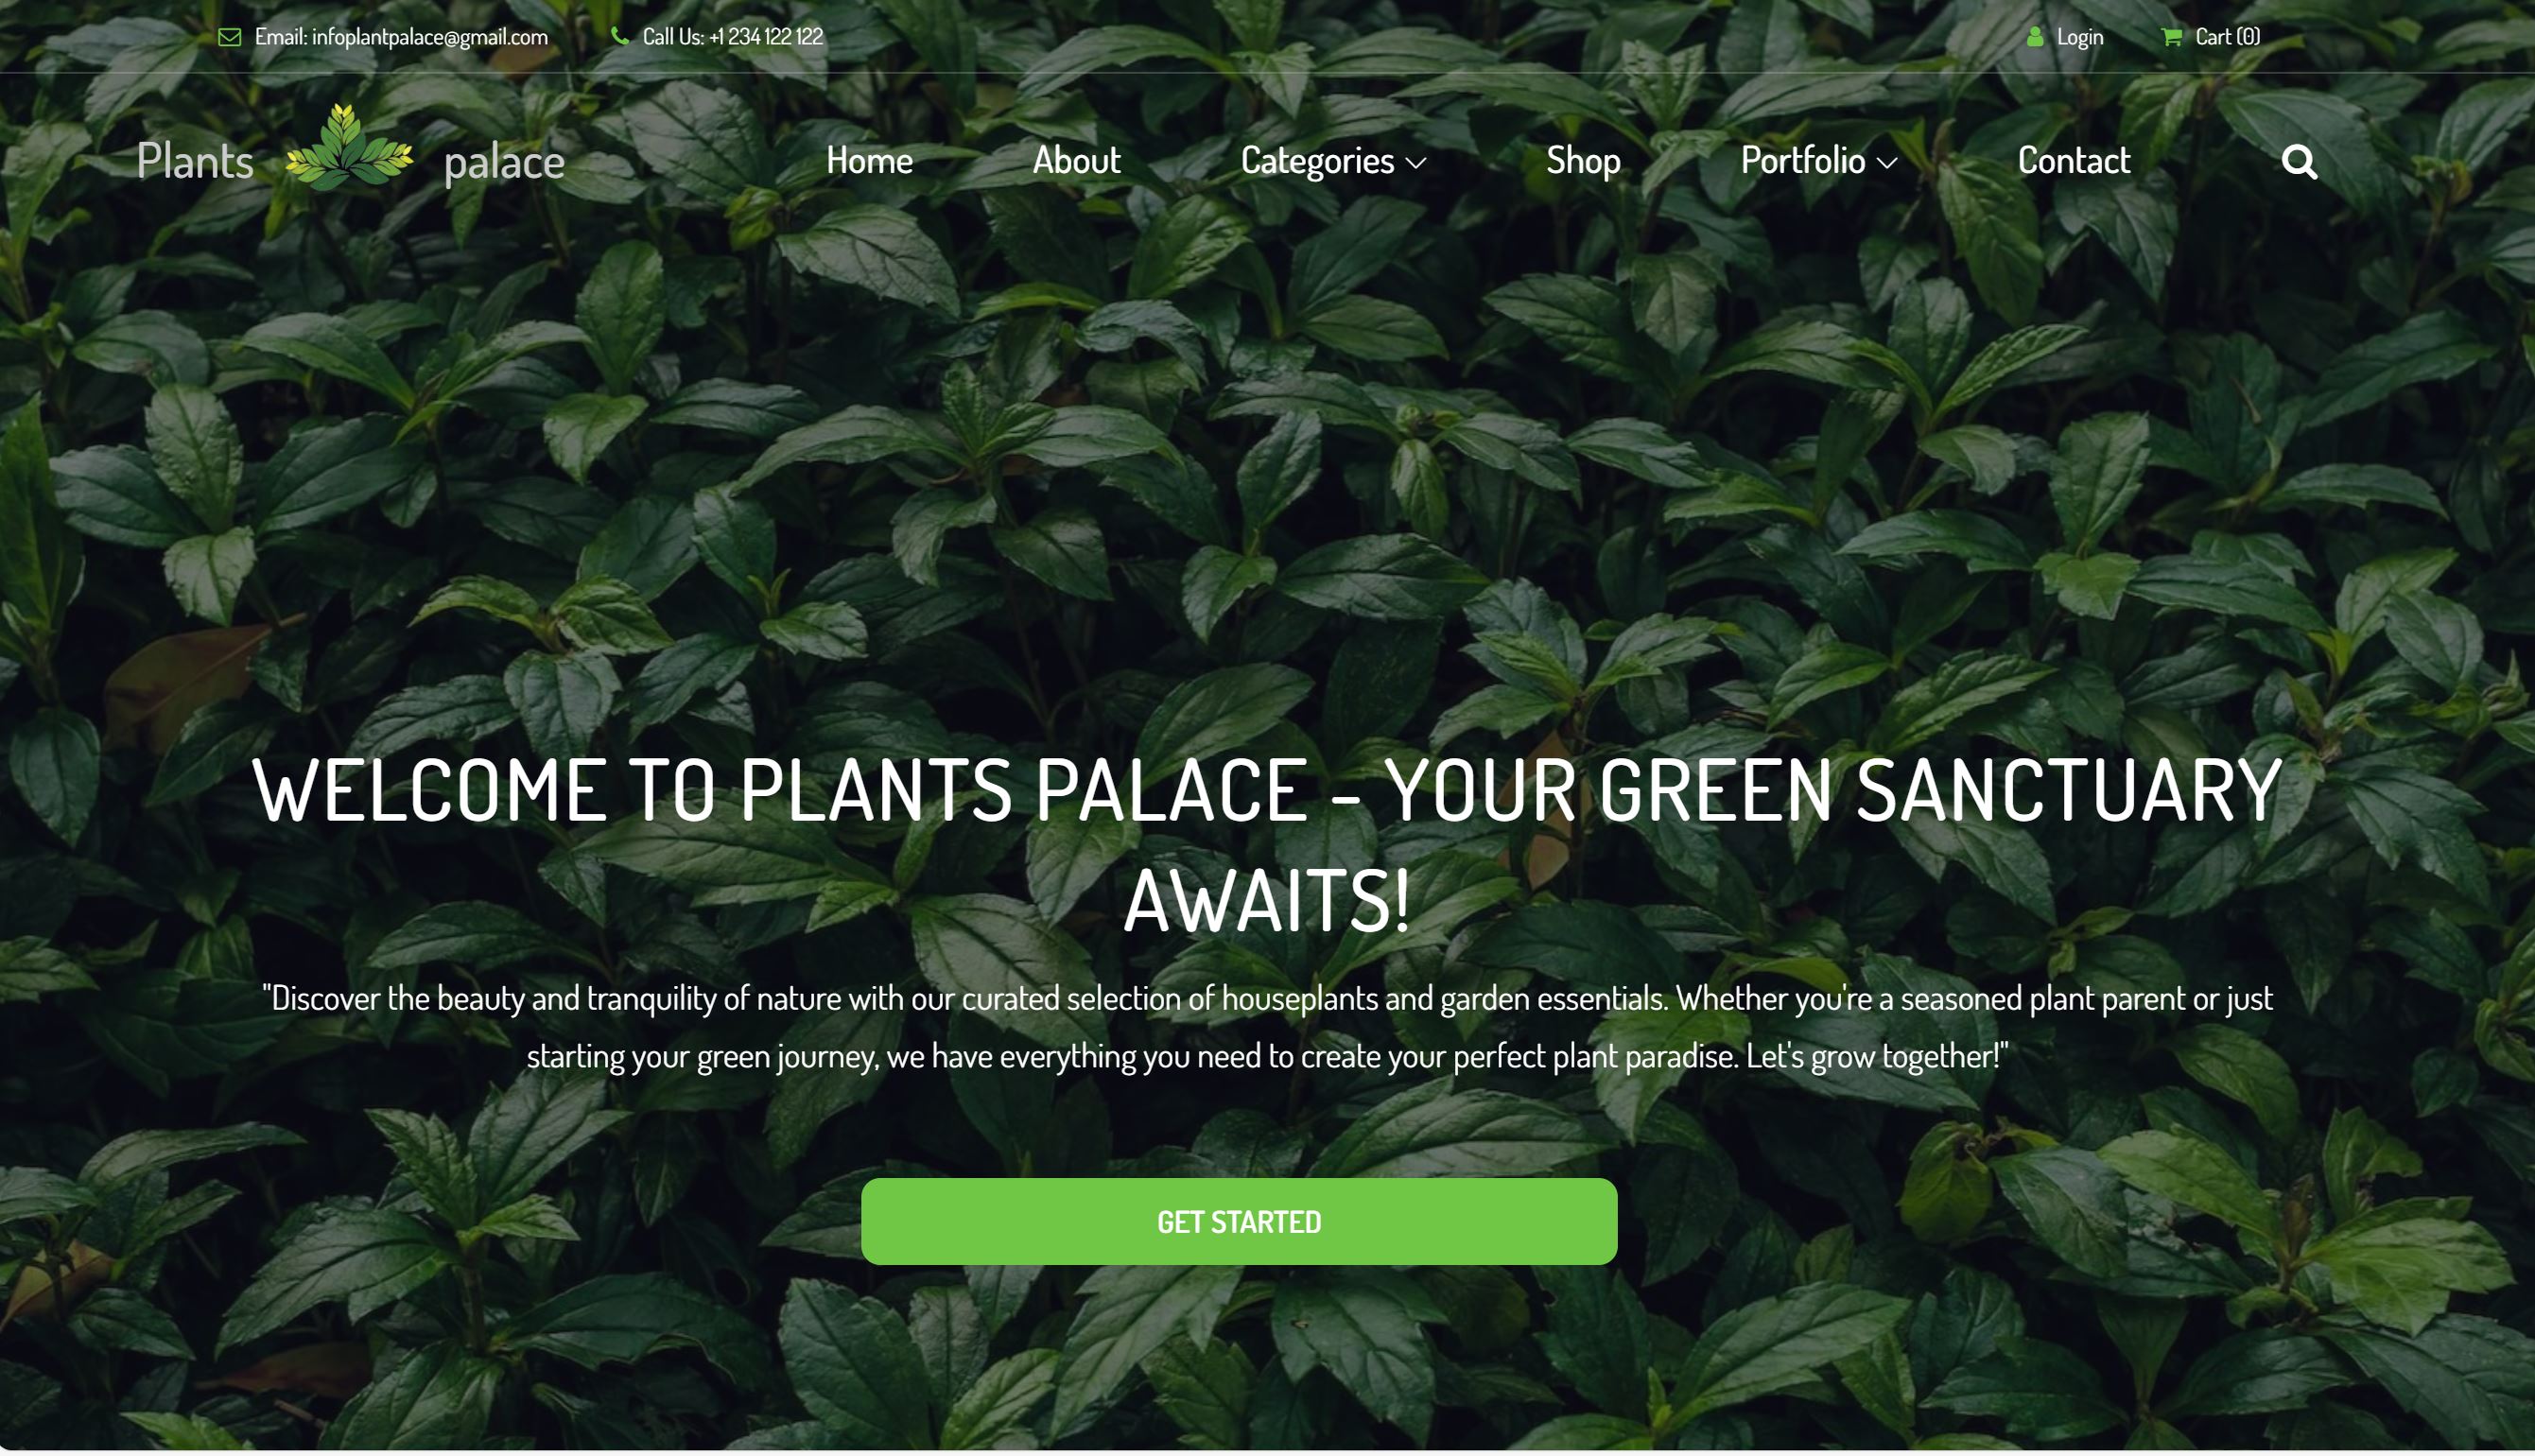 Email: infoplantpalace@gmail.com Call Us: +1 234 122 122 Login Cart (0)
Plants palace Home About Categories Shop Portfolio Contact
WELCOME TO PLANTS PALACE - YOUR GREEN SANCTUARY
AWAITS!
"Discover the beauty and tranquility of nature with our curated selection of houseplants and garden essentials. Whether you're a seasoned plant parent or just
starting your green journey, we have everything you need to create your perfect plant paradise. Let's grow together!"
GET STARTED